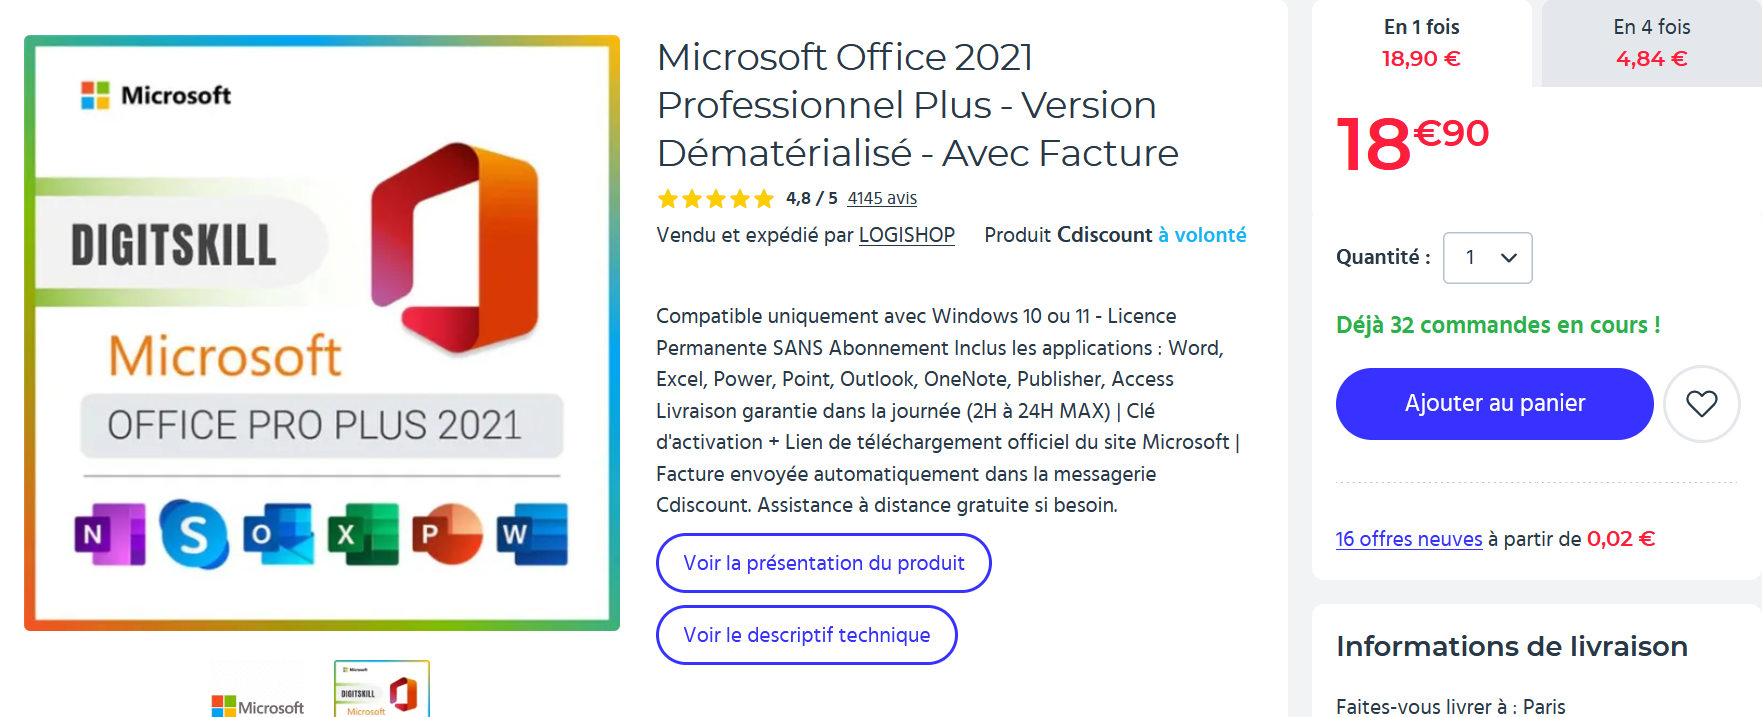 Microsoft
DIGITSKILL
Microsoft
OFFICE PRO PLUS 2021
N S O X P W
Microsoft
Microsoft
DIGITSKILL
Microsoft
Microsoft Office 2021
Professionnel Plus - Version
Dématérialisé - Avec Facture
4,8 / 5 4145 avis
Vendu et expédié par LOGISHOP Produit Cdiscount à volonté
Compatible uniquement avec Windows 10 ou 11 - Licence
Permanente SANS Abonnement Inclus les applications : Word,
Excel, Power, Point, Outlook, OneNote, Publisher, Access
Livraison garantie dans la journée (2H à 24H MAX) | Clé
d'activation + Lien de téléchargement officiel du site Microsoft |
Facture envoyée automatiquement dans la messagerie
Cdiscount. Assistance à distance gratuite si besoin.
Voir la présentation du produit
Voir le descriptif technique
En 1 fois
18,90 €
En 4 fois
4,84 €
18€90
Quantité : 1
Déjà 32 commandes en cours !
Ajouter au panier
16 offres neuves à partir de 0,02 €
Informations de livraison
Faites-vous livrer à : Paris